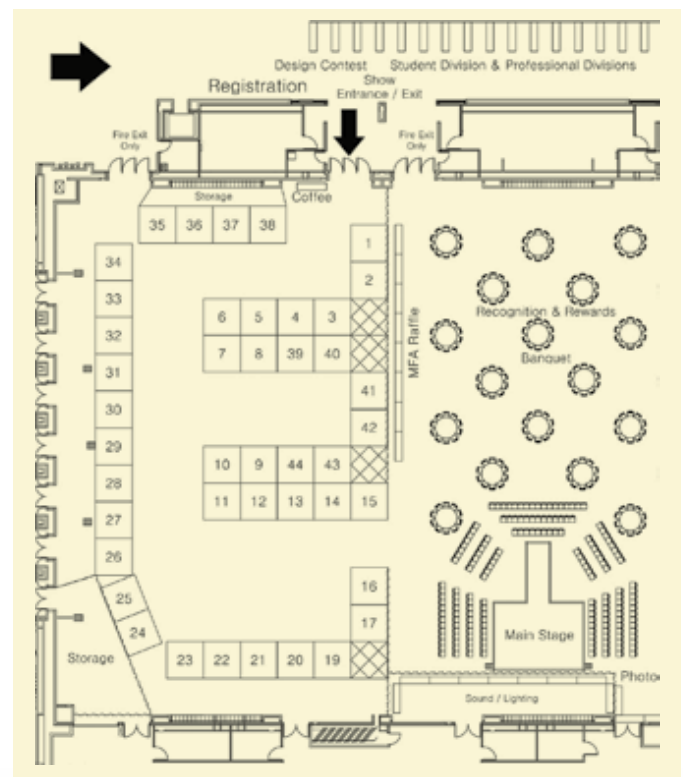 Design Contest Student Division & Professional Divisions
Registration
Show
Entrance / Exit
Fire Exit
Only
Fire Exit
Only
Storage
Coffee
35 36 37 38
34
33
32
31
30
29
28
27
26
25
24
Storage
1
2
6 5 4 3
7 8 39 40
41
42
10 9 44 43
11 12 13 14 15
16
17
23 22 21 20 19
MFA Raffle
Recognition & Rewards
Banquet
Main Stage
Sound / Lighting